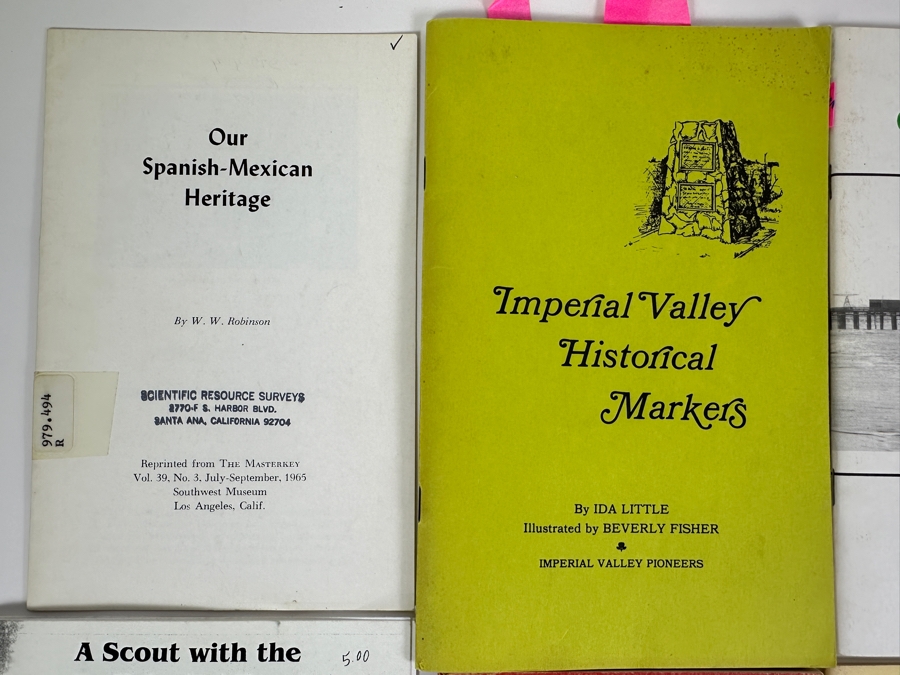 ✓
Our
Spanish-Mexican
Heritage
By W. W. Robinson
979.494
R
SCIENTIFIC RESOURCE SURVEYS
2770-F S. HARBOR BLVD.
SANTA ANA, CALIFORNIA 92704
Reprinted from THE MASTERKEY
Vol. 39, No. 3, July-September, 1965
Southwest Museum
Los Angeles, Calif.
A Scout with the
5.00
Imperial Valley
Historical
Markers
By IDA LITTLE
Illustrated by BEVERLY FISHER
IMPERIAL VALLEY PIONEERS